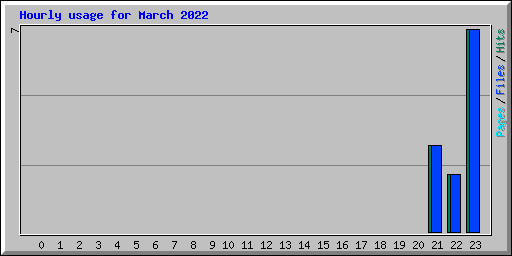 Hourly usage for March 2022
7
Pages/Files/Hits
0 1 2 3 4 5 6 7 8 9 10 11 12 13 14 15 16 17 18 19 20 21 22 23